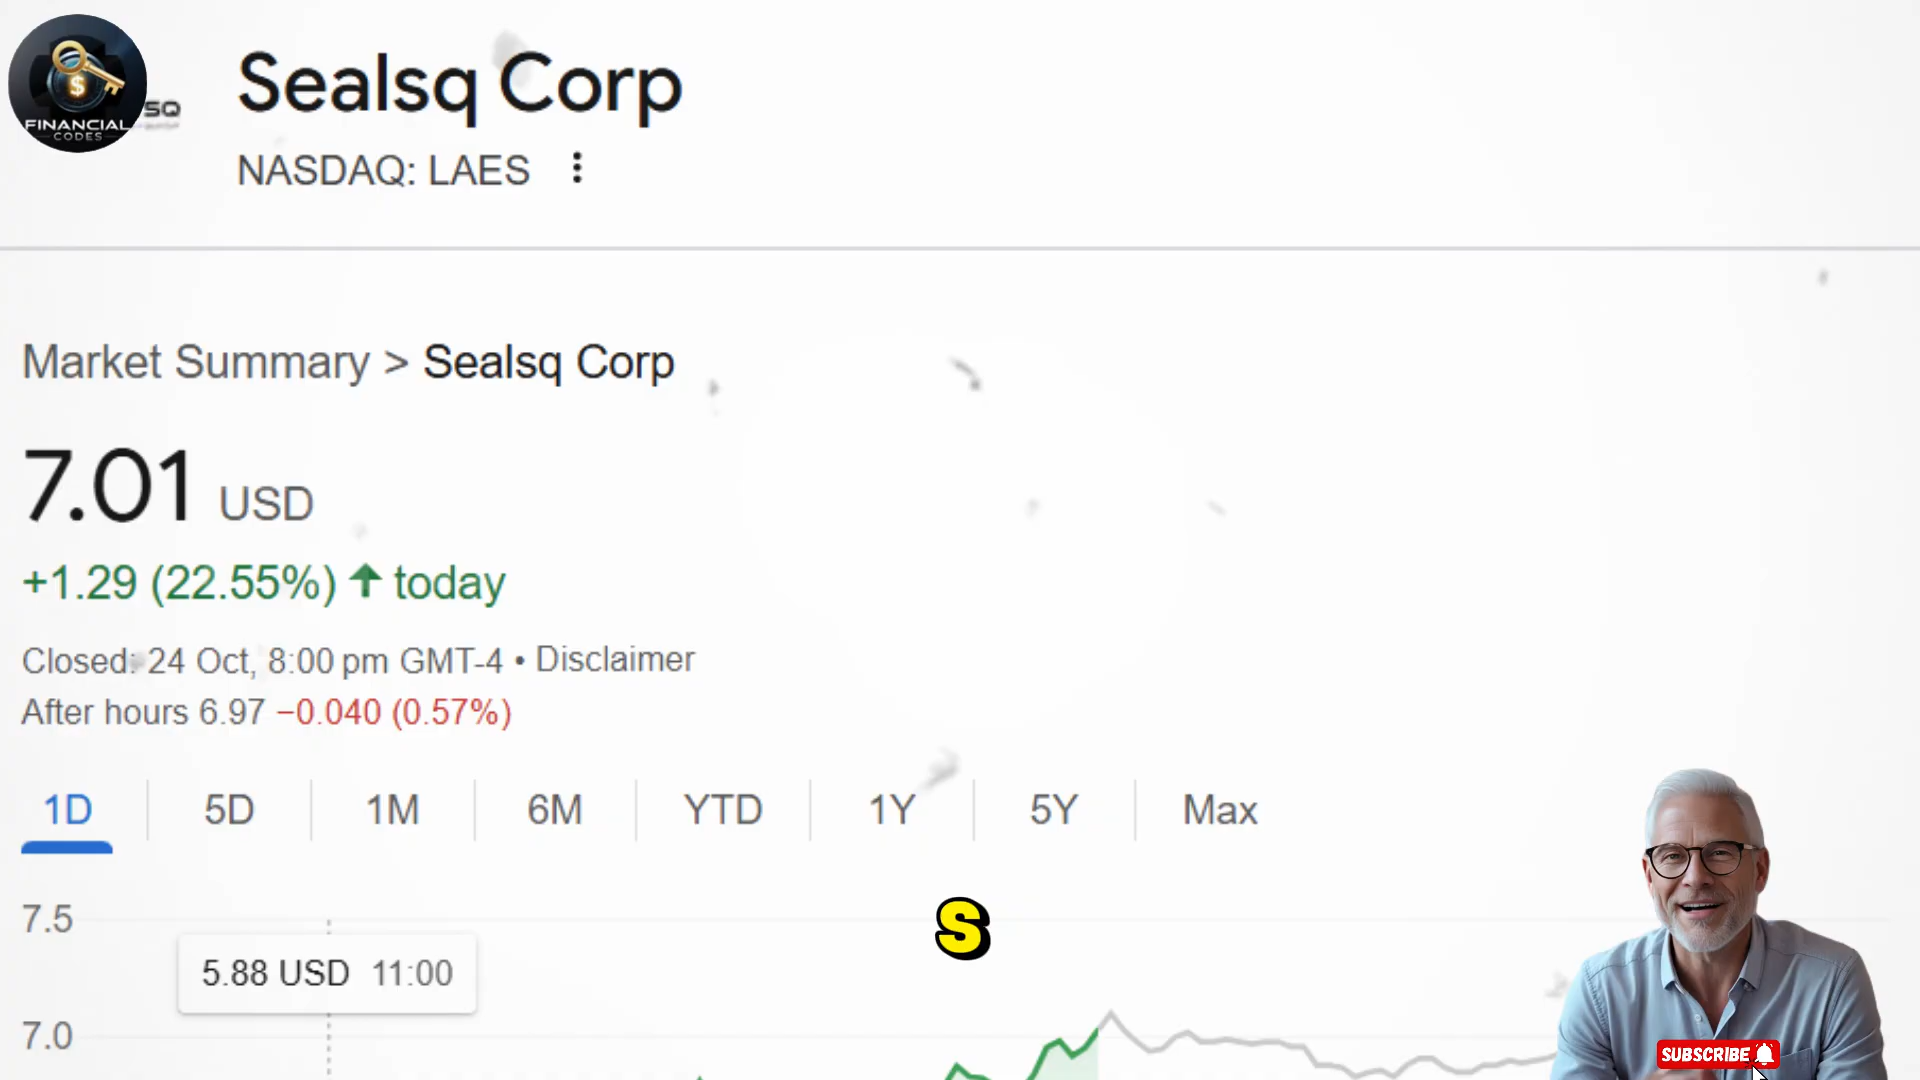 FINANCIAL
CODES
SQ
Sealsq Corp
NASDAQ: LAES
Market Summary > Sealsq Corp
7.01 USD
+1.29 (22.55%) ↑ today
Closed: 24 Oct, 8:00 pm GMT-4 • Disclaimer
After hours 6.97 −0.040 (0.57%)
1D 5D 1M 6M YTD 1Y 5Y Max
7.5
S
5.88 USD 11:00
7.0
SUBSCRIBE